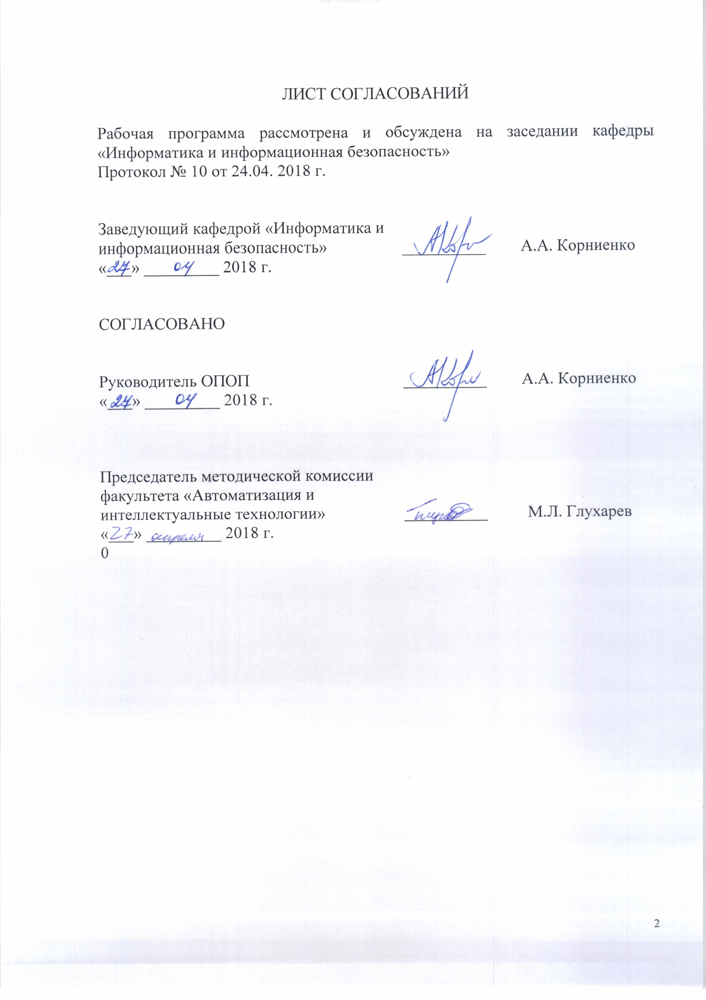 ЛИСТ СОГЛАСОВАНИЙ
Рабочая программа рассмотрена и обсуждена на заседании кафедры
«Информатика и информационная безопасность»
Протокол № 10 от 24.04. 2018 г.
Заведующий кафедрой «Информатика и
информационная безопасность» А.А. Корниенко
«27» 04 2018 г.
СОГЛАСОВАНО
Руководитель ОПОП А.А. Корниенко
«27» 04 2018 г.
Председатель методической комиссии
факультета «Автоматизация и
интеллектуальные технологии» М.Л. Глухарев
«27» апреля 2018 г.
0
2